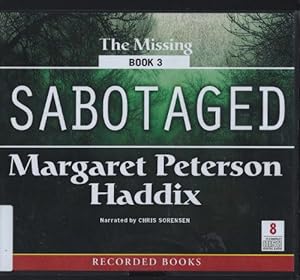 The Missing
BOOK 3
SABOTAGED
Margaret Peterson
Haddix
Narrated by CHRIS SORENSEN
8
RECORDED BOOKS